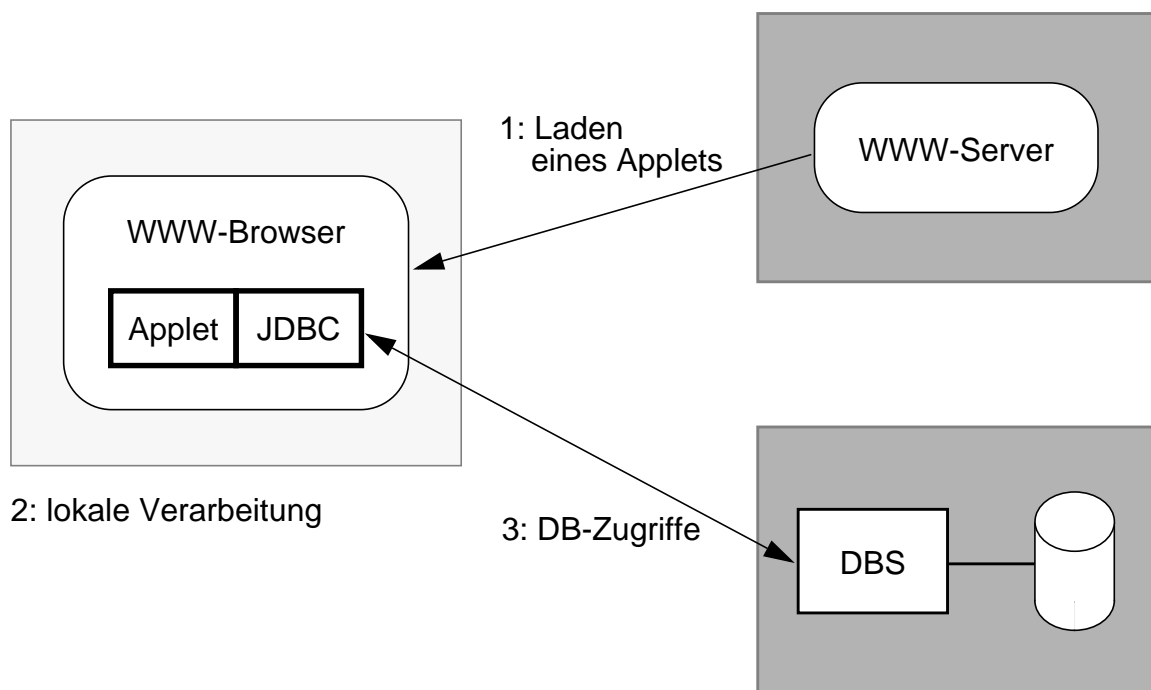 1: Laden
eines Applets
WWW-Server
WWW-Browser
Applet
JDBC
2: lokale Verarbeitung
3: DB-Zugriffe
DBS